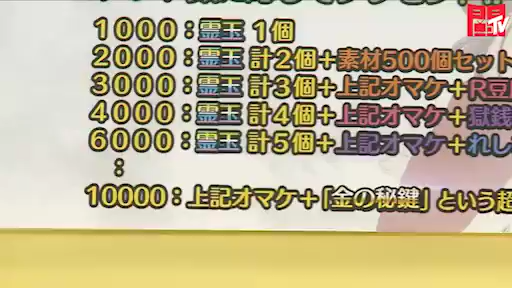 1000：霊玉 1個
2000：霊玉 計2個＋素材500個セット
3000：霊玉 計3個＋上記オマケ＋R豆
4000：霊玉 計4個＋上記オマケ＋獄銭
6000：霊玉 計5個＋上記オマケ＋れし
：
10000：上記オマケ＋「金の秘鍵」という超
TV